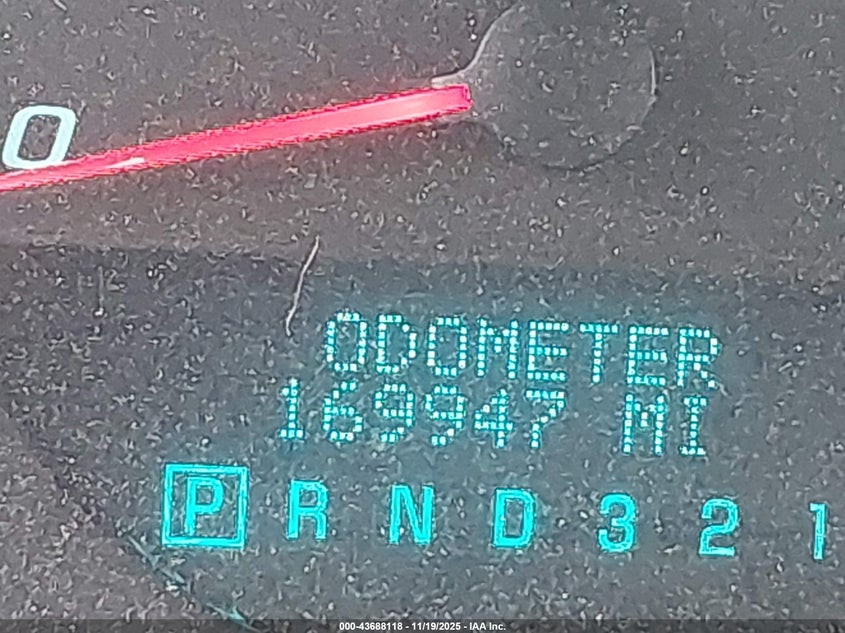 0
ODOMETER
169947 MI
P R N D 3 2 1
000-43688118 - 11/19/2025 - IAA Inc.